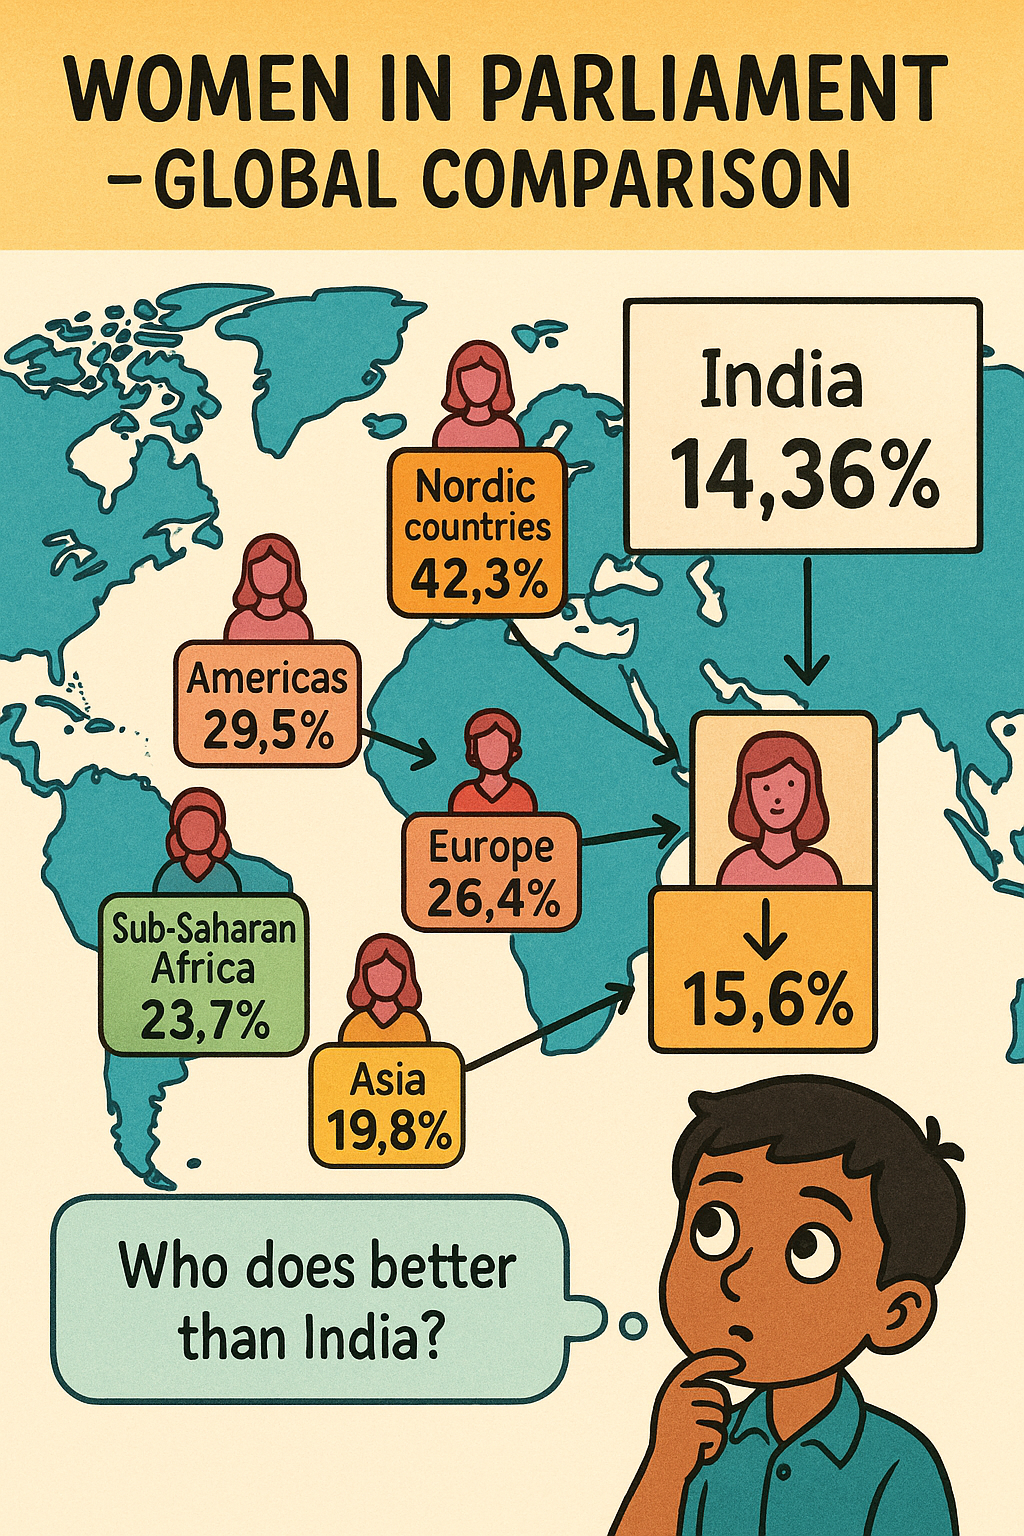 WOMEN IN PARLIAMENT
–GLOBAL COMPARISON
India
14,36%
Nordic
countries
42,3%
Americas
29,5%
Europe
26,4%
Sub-Saharan
Africa
23,7%
15,6%
Asia
19,8%
Who does better
than India?